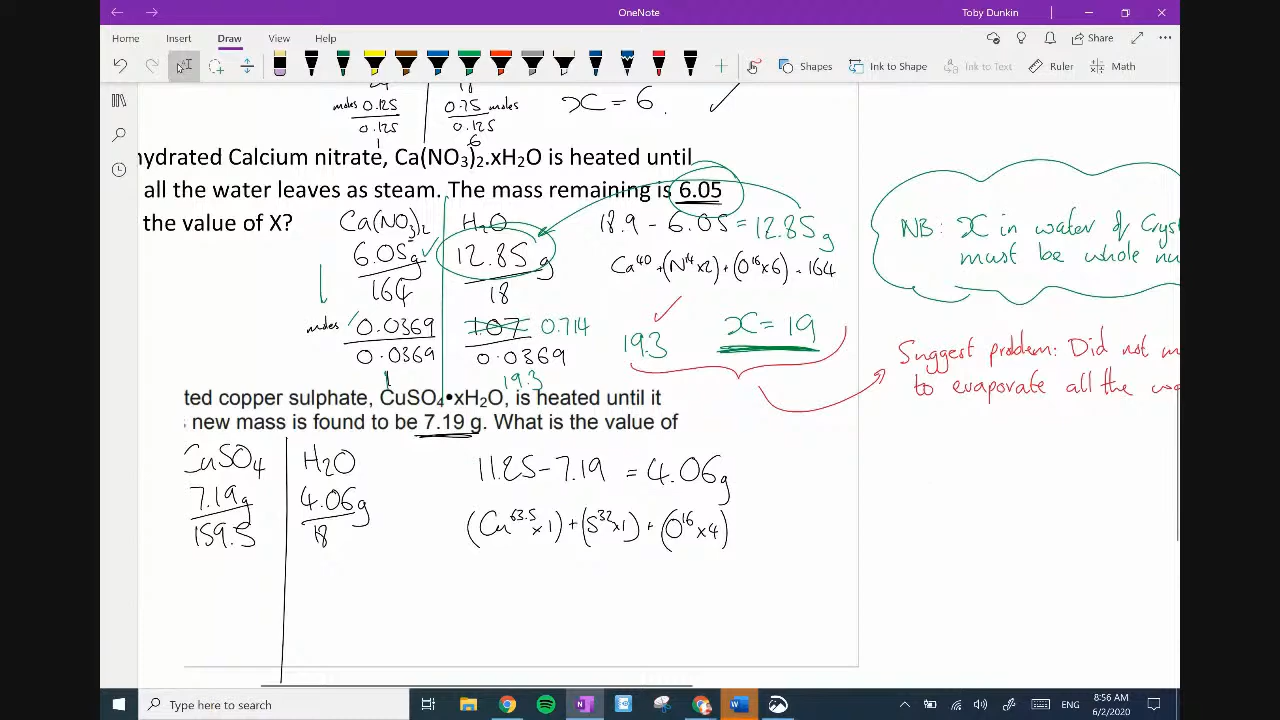 OneNote
Toby Dunkin
Home Insert Draw View Help
Share
Shapes Ink to Shape Ink to Text Ruler Math
18
moles 0.125 0.75 moles x = 6
0.125 0.125
1 6
hydrated Calcium nitrate, Ca(NO3)2.xH2O is heated until
all the water leaves as steam. The mass remaining is 6.05
the value of X?
Ca(NO3)2 H2O 18.9 - 6.05 = 12.85g
6.05g 12.85g
164 18
Ca40 + (N14 x2) + (O16 x6) = 164
moles 0.0369 1.07 0.714
0.0369 0.0369
1 19.3
19.3 x = 19
NB: x in water of Crys
must be whole nu
Suggest problem: Did not
to evaporate all the
ted copper sulphate, CuSO4•xH2O, is heated until it
new mass is found to be 7.19 g. What is the value of
CuSO4 H2O 11.25 - 7.19 = 4.06g
7.19g 4.06g
159.5 18
(Cu63.5 x1) + (S32 x1) + (O16 x4)
Type here to search
ENG
8:56 AM
6/2/2020